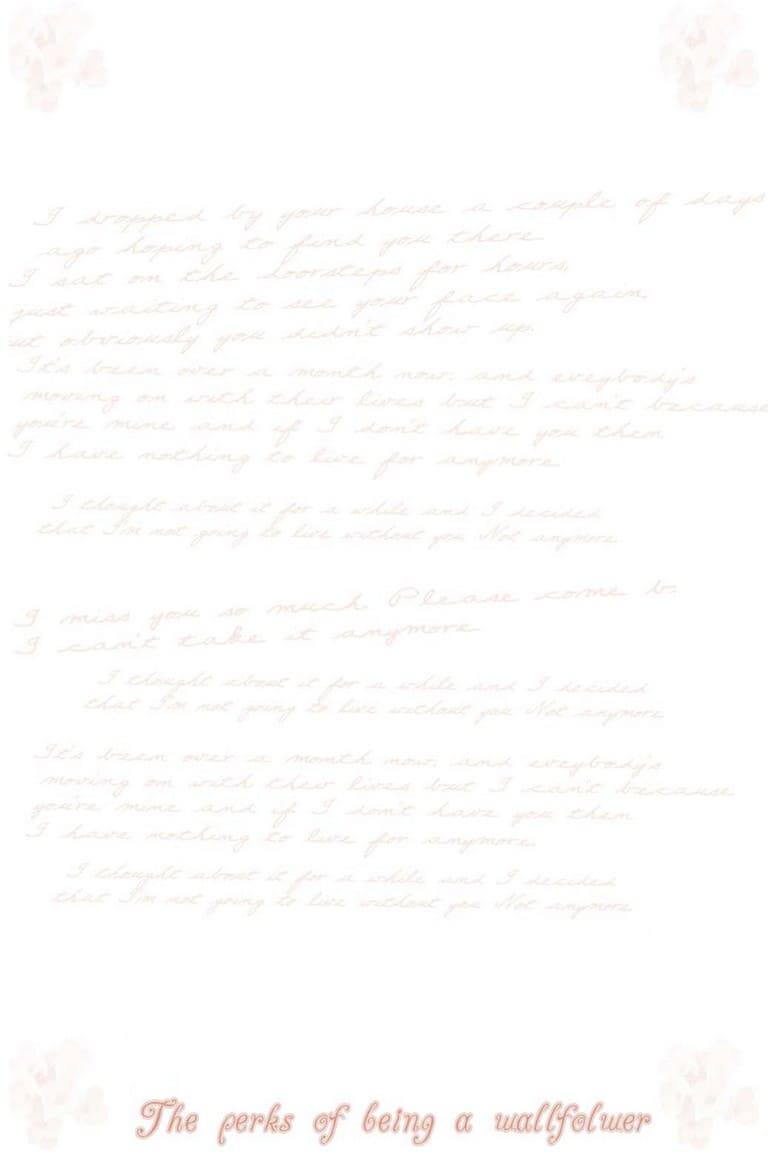 I dropped by your house a couple of days
ago hoping to find you there
I sat on the doorsteps for hours,
just waiting to see your face again,
ut obviously you didn't show up.
It's been over a month now, and eveybody's
moving on with their lives but I can't because
you're mine and if I don't have you then
I have nothing to live for anymore
I thought about it for a while and I decided
that I'm not going to live without you Not anymore
I miss you so much. Please come b.
I can't take it anymore
I thought about it for a while and I decided
that I'm not going to live without you Not anymore
It's been over a month now, and eveybody's
moving on with their lives but I can't because
you're mine and if I don't have you then
I have nothing to live for anymore
I thought about it for a while and I decided
that I'm not going to live without you Not anymore
The perks of being a wallfolwer